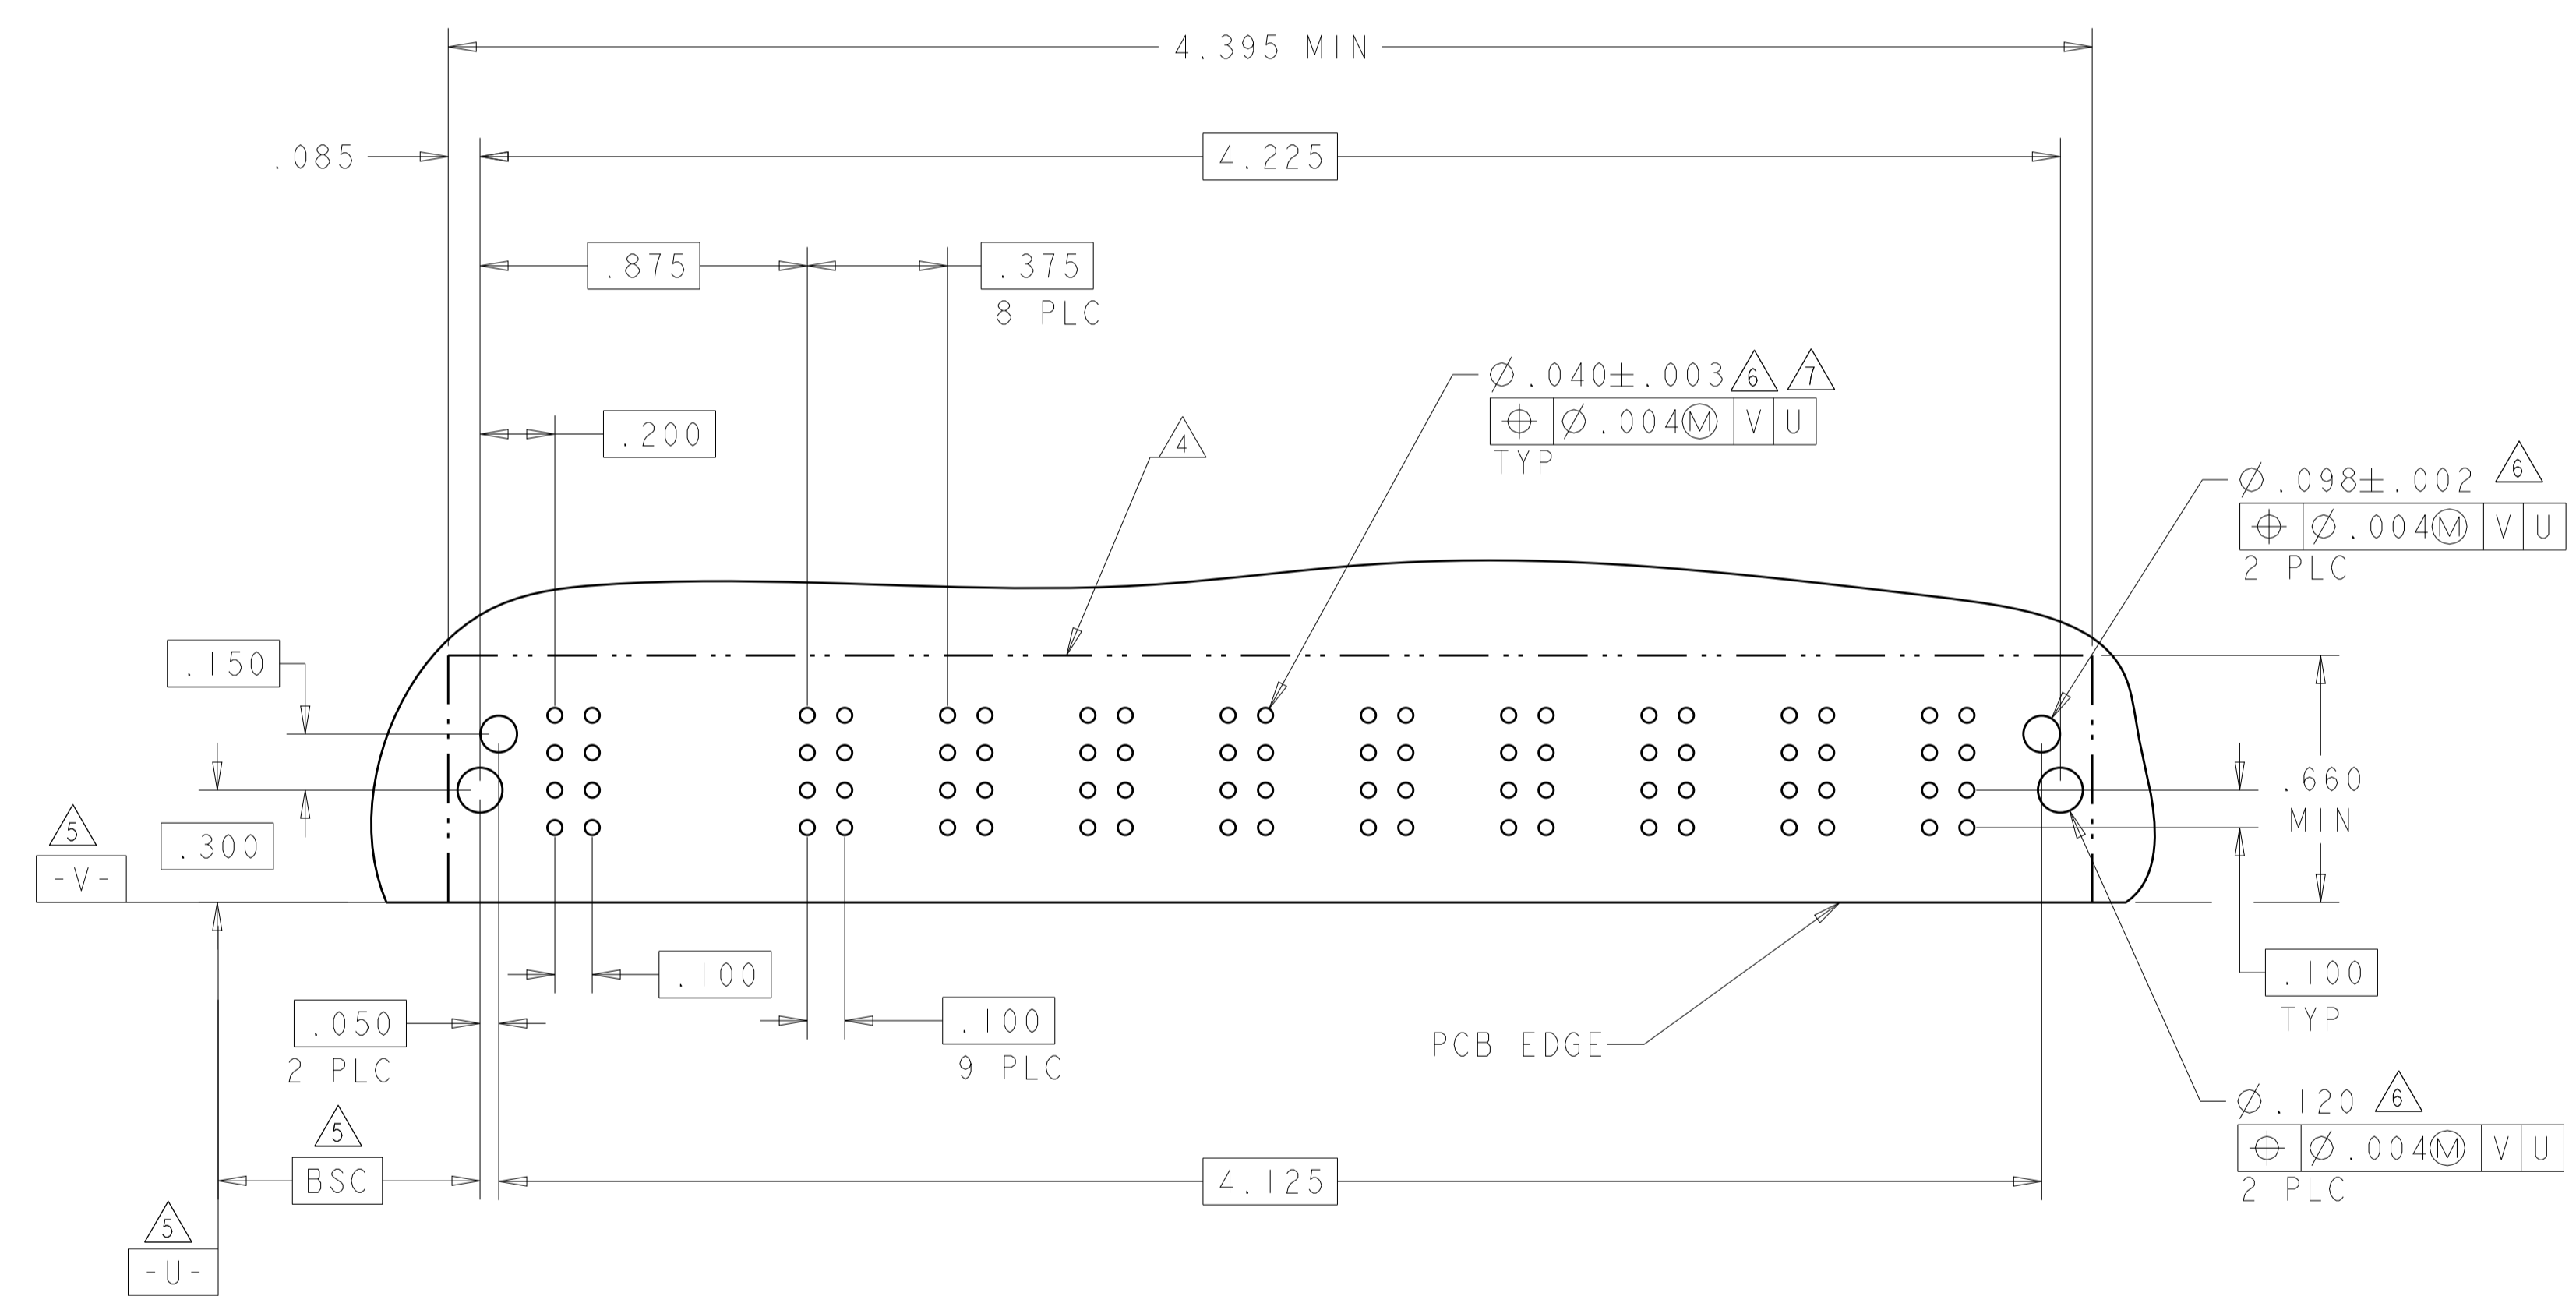 4.395 MIN
.085
4.225
.875
.375
8 PLC
Ø.040±.003 6 7
⌖ Ø.004Ⓜ V U
TYP
.200
4
Ø.098±.002 6
⌖ Ø.004Ⓜ V U
2 PLC
.150
.660
MIN
5
-V-
.300
.100
.100
TYP
.050
2 PLC
.100
9 PLC
PCB EDGE
Ø.120 6
⌖ Ø.004Ⓜ V U
2 PLC
5
BSC
4.125
5
-U-